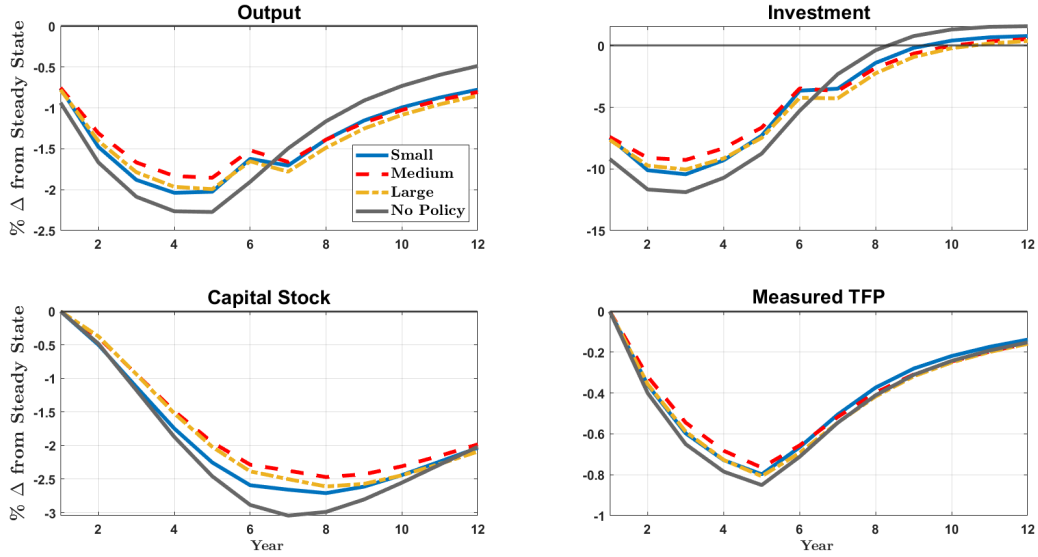 Output
% Δ from Steady State
0
-0.5
-1
-1.5
-2
-2.5
2 4 6 8 10 12
Small
Medium
Large
No Policy
Investment
0
-5
-10
-15
2 4 6 8 10 12
Capital Stock
% Δ from Steady State
0
-0.5
-1
-1.5
-2
-2.5
-3
2 4 6 8 10 12
Year
Measured TFP
0
-0.2
-0.4
-0.6
-0.8
-1
2 4 6 8 10 12
Year